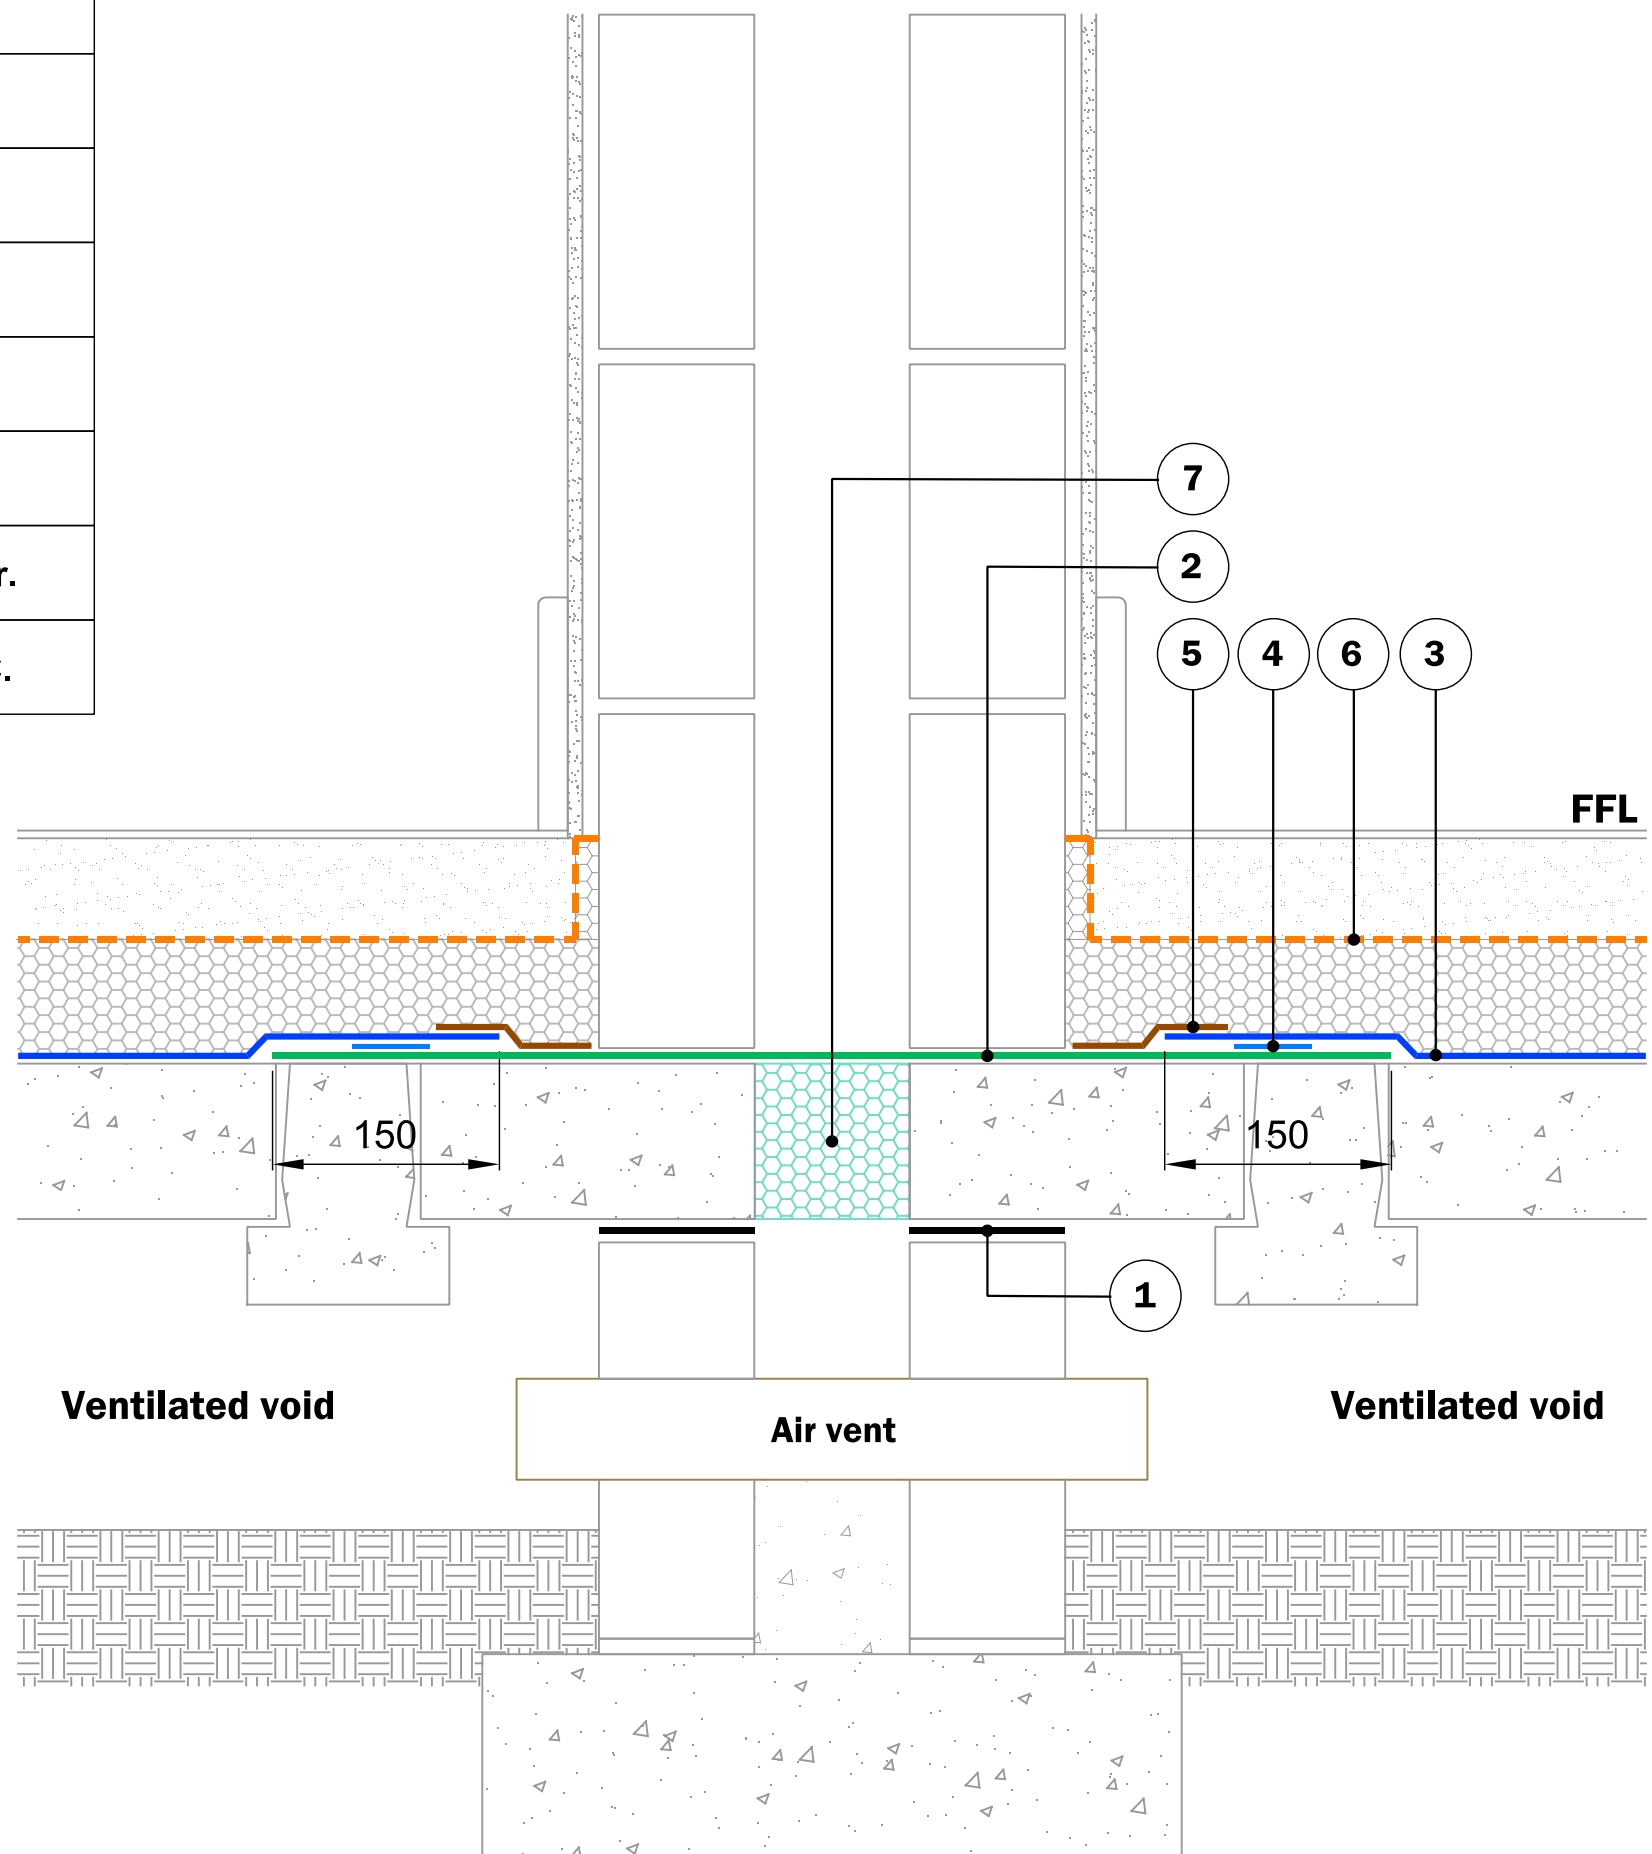 r.
.
7
2
5
4
6
3
FFL
150
150
1
Ventilated void
Air vent
Ventilated void